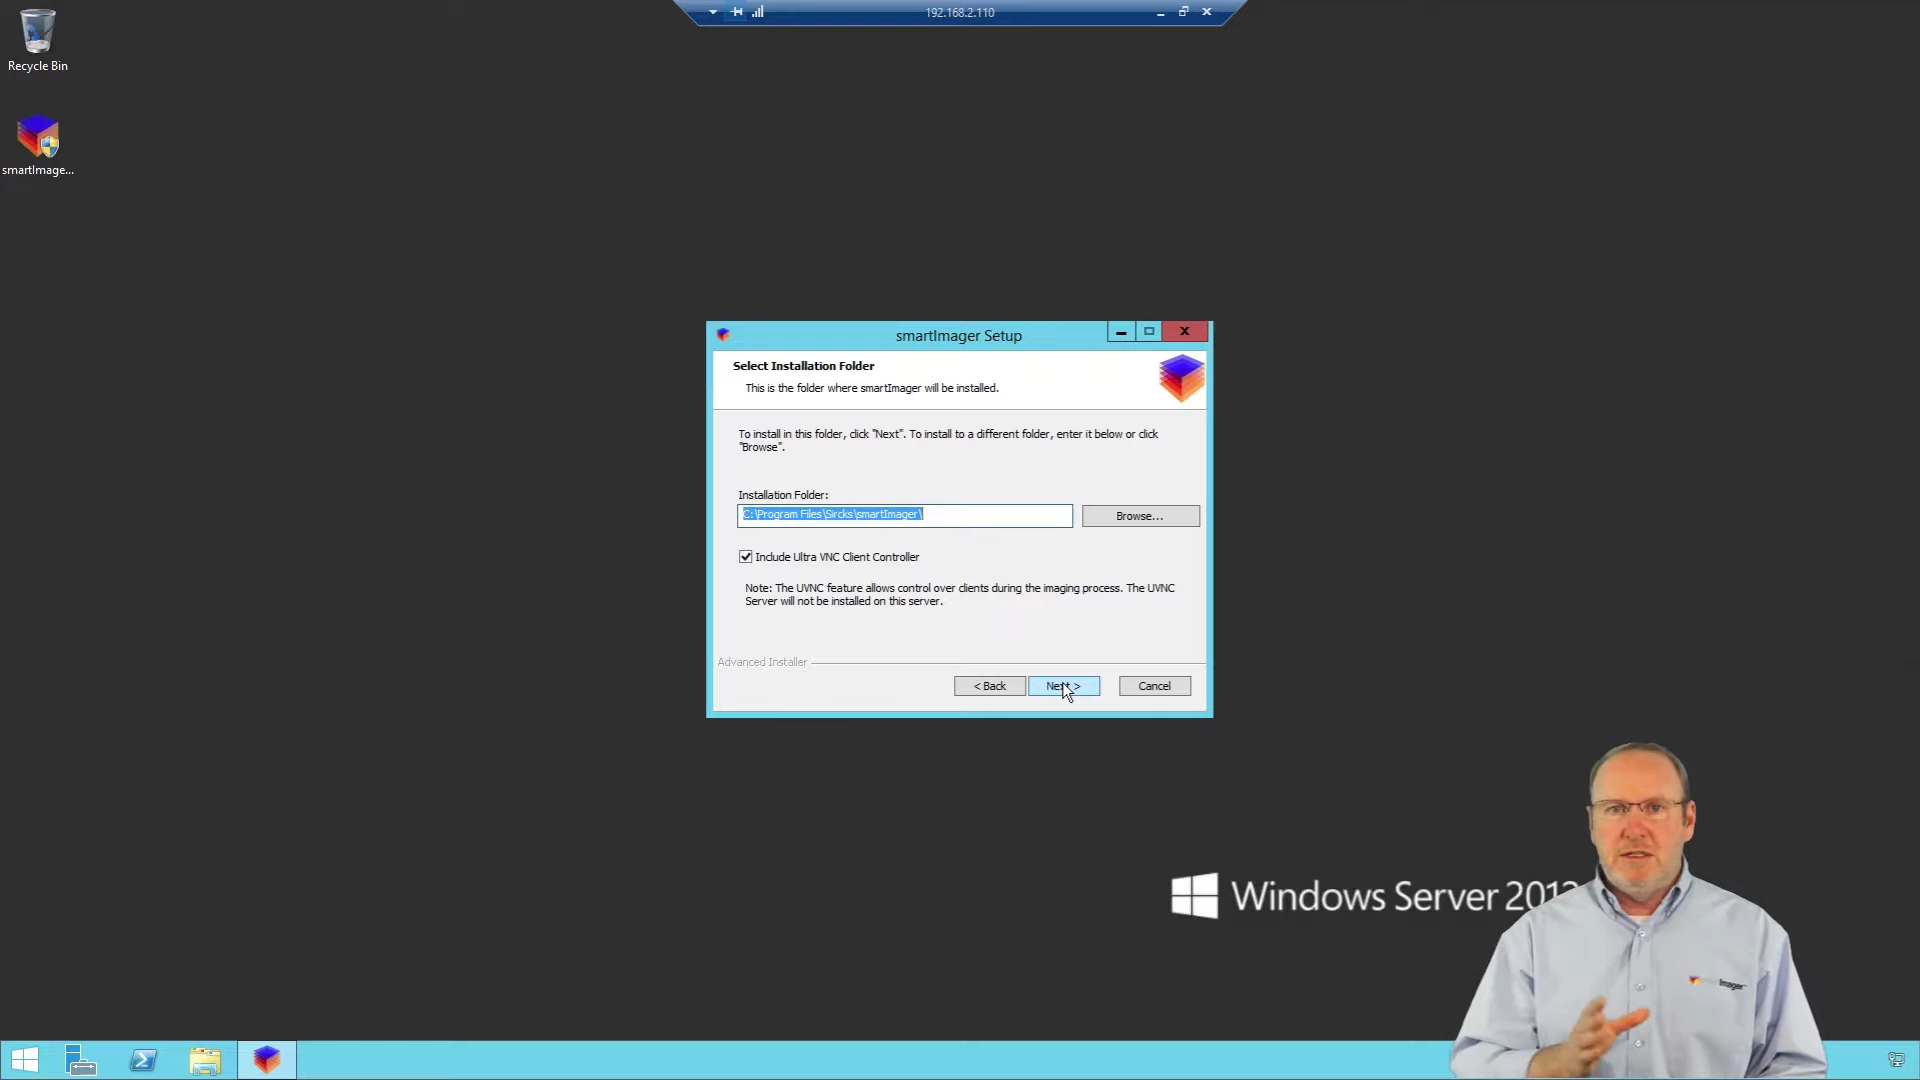 192.168.2.110
Recycle Bin
smartImage...
smartImager Setup
Select Installation Folder
This is the folder where smartImager will be installed.
To install in this folder, click "Next". To install to a different folder, enter it below or click
"Browse".
Installation Folder:
C:\Program Files\Sircks\smartImager\
Browse...
Include Ultra VNC Client Controller
Note: The UVNC feature allows control over clients during the imaging process. The UVNC
Server will not be installed on this server.
Advanced Installer
< Back
Next >
Cancel
Windows Server 2012
Imager